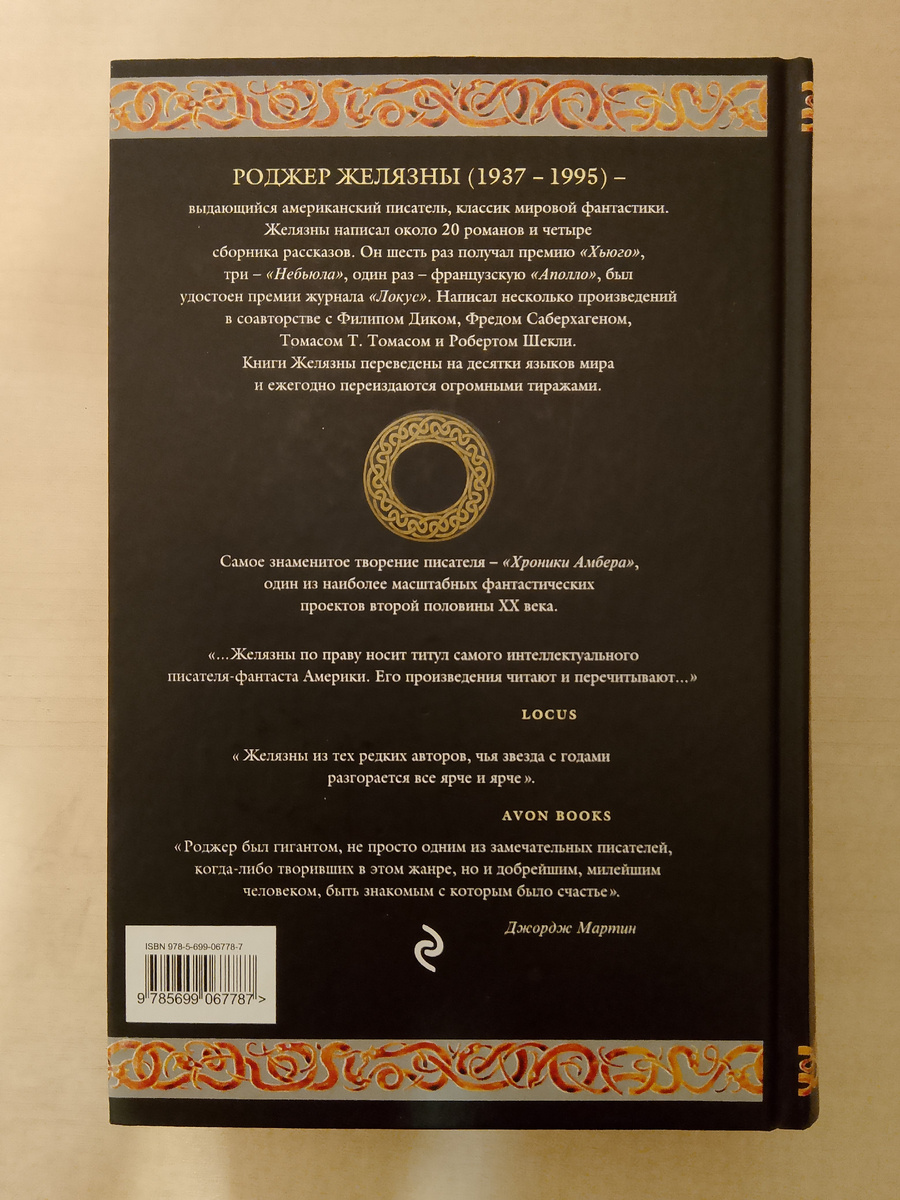 РОДЖЕР ЖЕЛЯЗНЫ (1937 – 1995) –
выдающийся американский писатель, классик мировой фантастики.
Желязны написал около 20 романов и четыре
сборника рассказов. Он шесть раз получал премию «Хьюго»,
три – «Небьюла», один раз – французскую «Аполло», был
удостоен премии журнала «Локус». Написал несколько произведений
в соавторстве с Филипом Диком, Фредом Саберхагеном,
Томасом Т. Томасом и Робертом Шекли.
Книги Желязны переведены на десятки языков мира
и ежегодно переиздаются огромными тиражами.
Самое знаменитое творение писателя – «Хроники Амбера»,
один из наиболее масштабных фантастических
проектов второй половины XX века.
«...Желязны по праву носит титул самого интеллектуального
писателя-фантаста Америки. Его произведения читают и перечитывают...»
LOCUS
« Желязны из тех редких авторов, чья звезда с годами
разгорается все ярче и ярче ».
AVON BOOKS
« Роджер был гигантом, не просто одним из замечательных писателей,
когда-либо творивших в этом жанре, но и добрейшим, милейшим
человеком, быть знакомым с которым было счастье».
Джордж Мартин
ISBN 978-5-699-06778-7
9 785699 067787 >